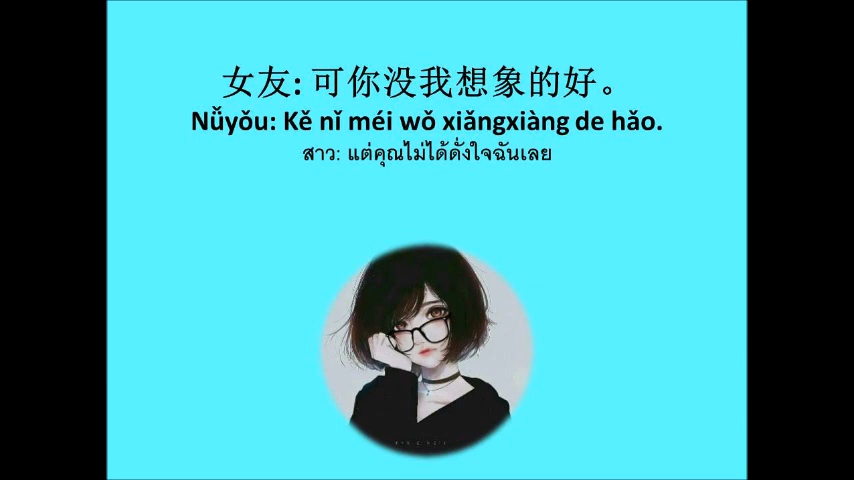 女友: 可你没我想象的好。
Nǚyǒu: Kě nǐ méi wǒ xiǎngxiàng de hǎo.
สาว: แต่คุณไม่ได้ดั่งใจฉันเลย